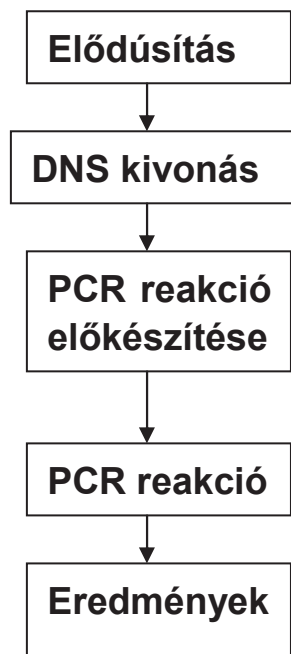 Elődúsítás
DNS kivonás
PCR reakció
előkészítése
PCR reakció
Eredmények